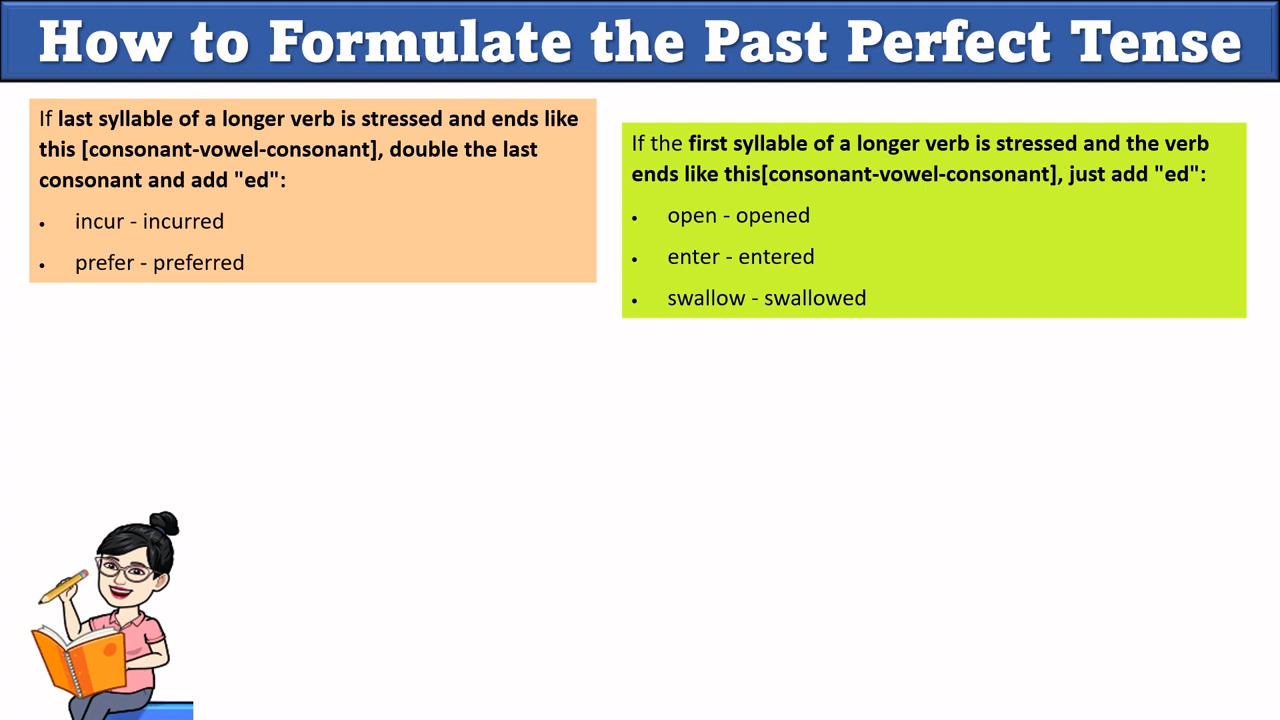 How to Formulate the Past Perfect Tense
If last syllable of a longer verb is stressed and ends like
this [consonant-vowel-consonant], double the last
consonant and add "ed":
• incur - incurred
• prefer - preferred
If the first syllable of a longer verb is stressed and the verb
ends like this[consonant-vowel-consonant], just add "ed":
• open - opened
• enter - entered
• swallow - swallowed